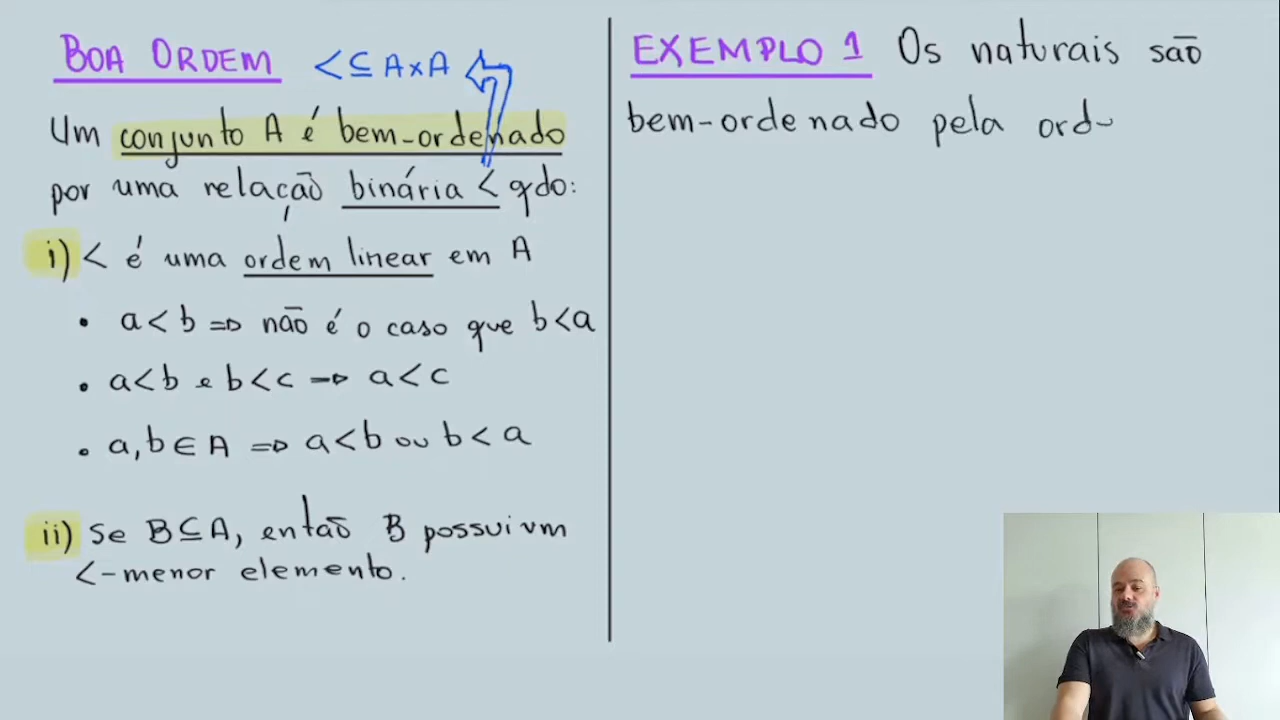 BOA ORDEM < ⊆ A×A
Um conjunto A é bem-ordenado
por uma relação binária < qdo:
i) < é uma ordem linear em A
• a<b ⇒ não é o caso que b<a
• a<b e b<c ⇒ a<c
• a,b ∈ A ⇒ a<b ou b<a
ii) Se B⊆A, então B possui um
<-menor elemento.
EXEMPLO 1 Os naturais são
bem-ordenado pela ord